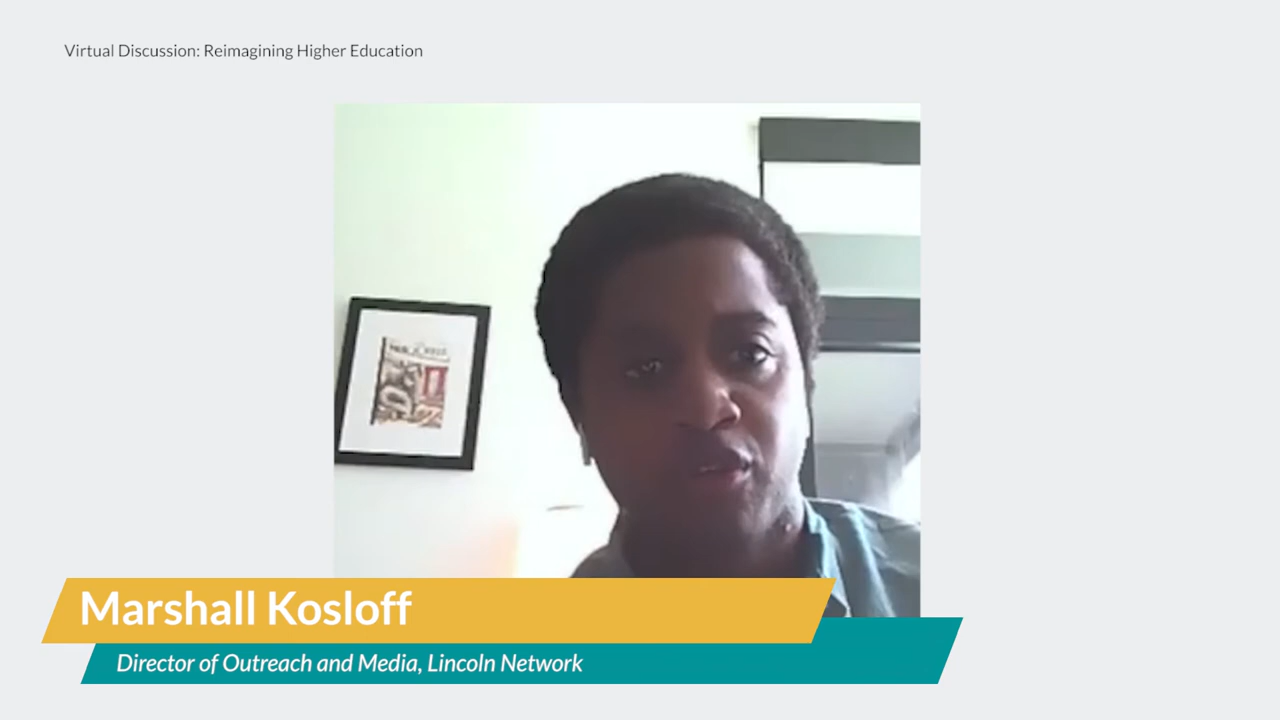 Virtual Discussion: Reimagining Higher Education
Marshall Kosloff
Director of Outreach and Media, Lincoln Network